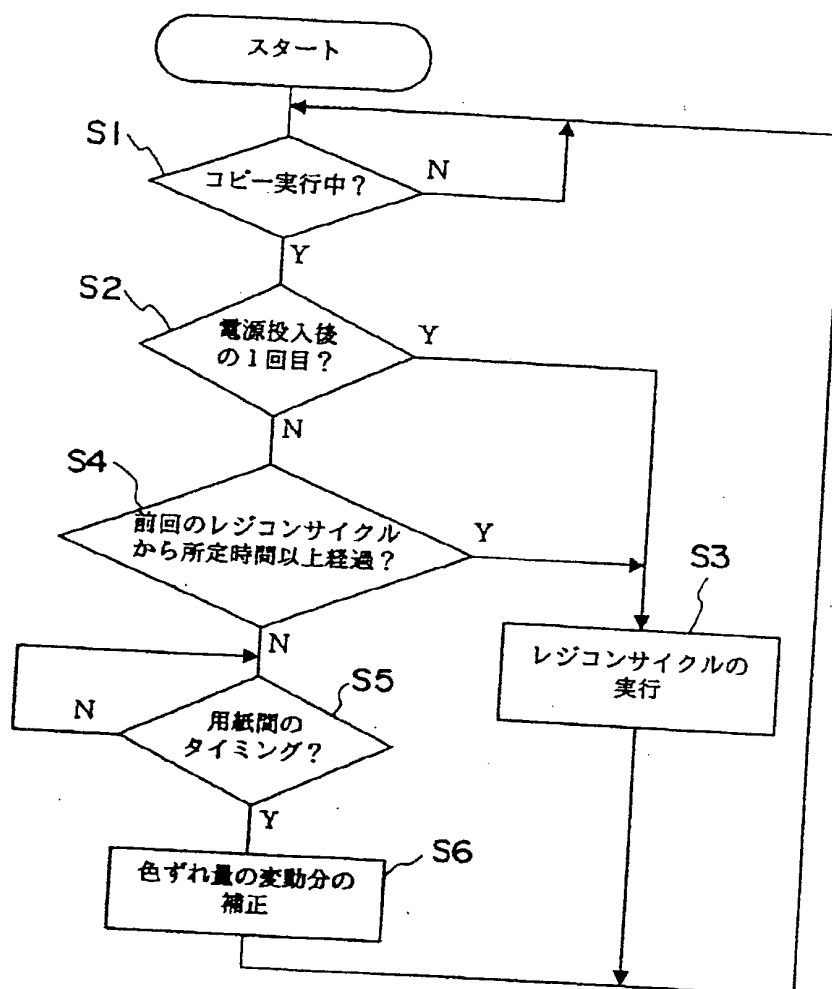 スタート
S1
コピー実行中？
N
Y
S2
電源投入後
の１回目？
Y
N
S4
前回のレジコンサイクル
から所定時間以上経過？
Y
N
S3
レジコンサイクルの
実行
S5
用紙間の
タイミング？
N
Y
S6
色ずれ量の変動分の
補正